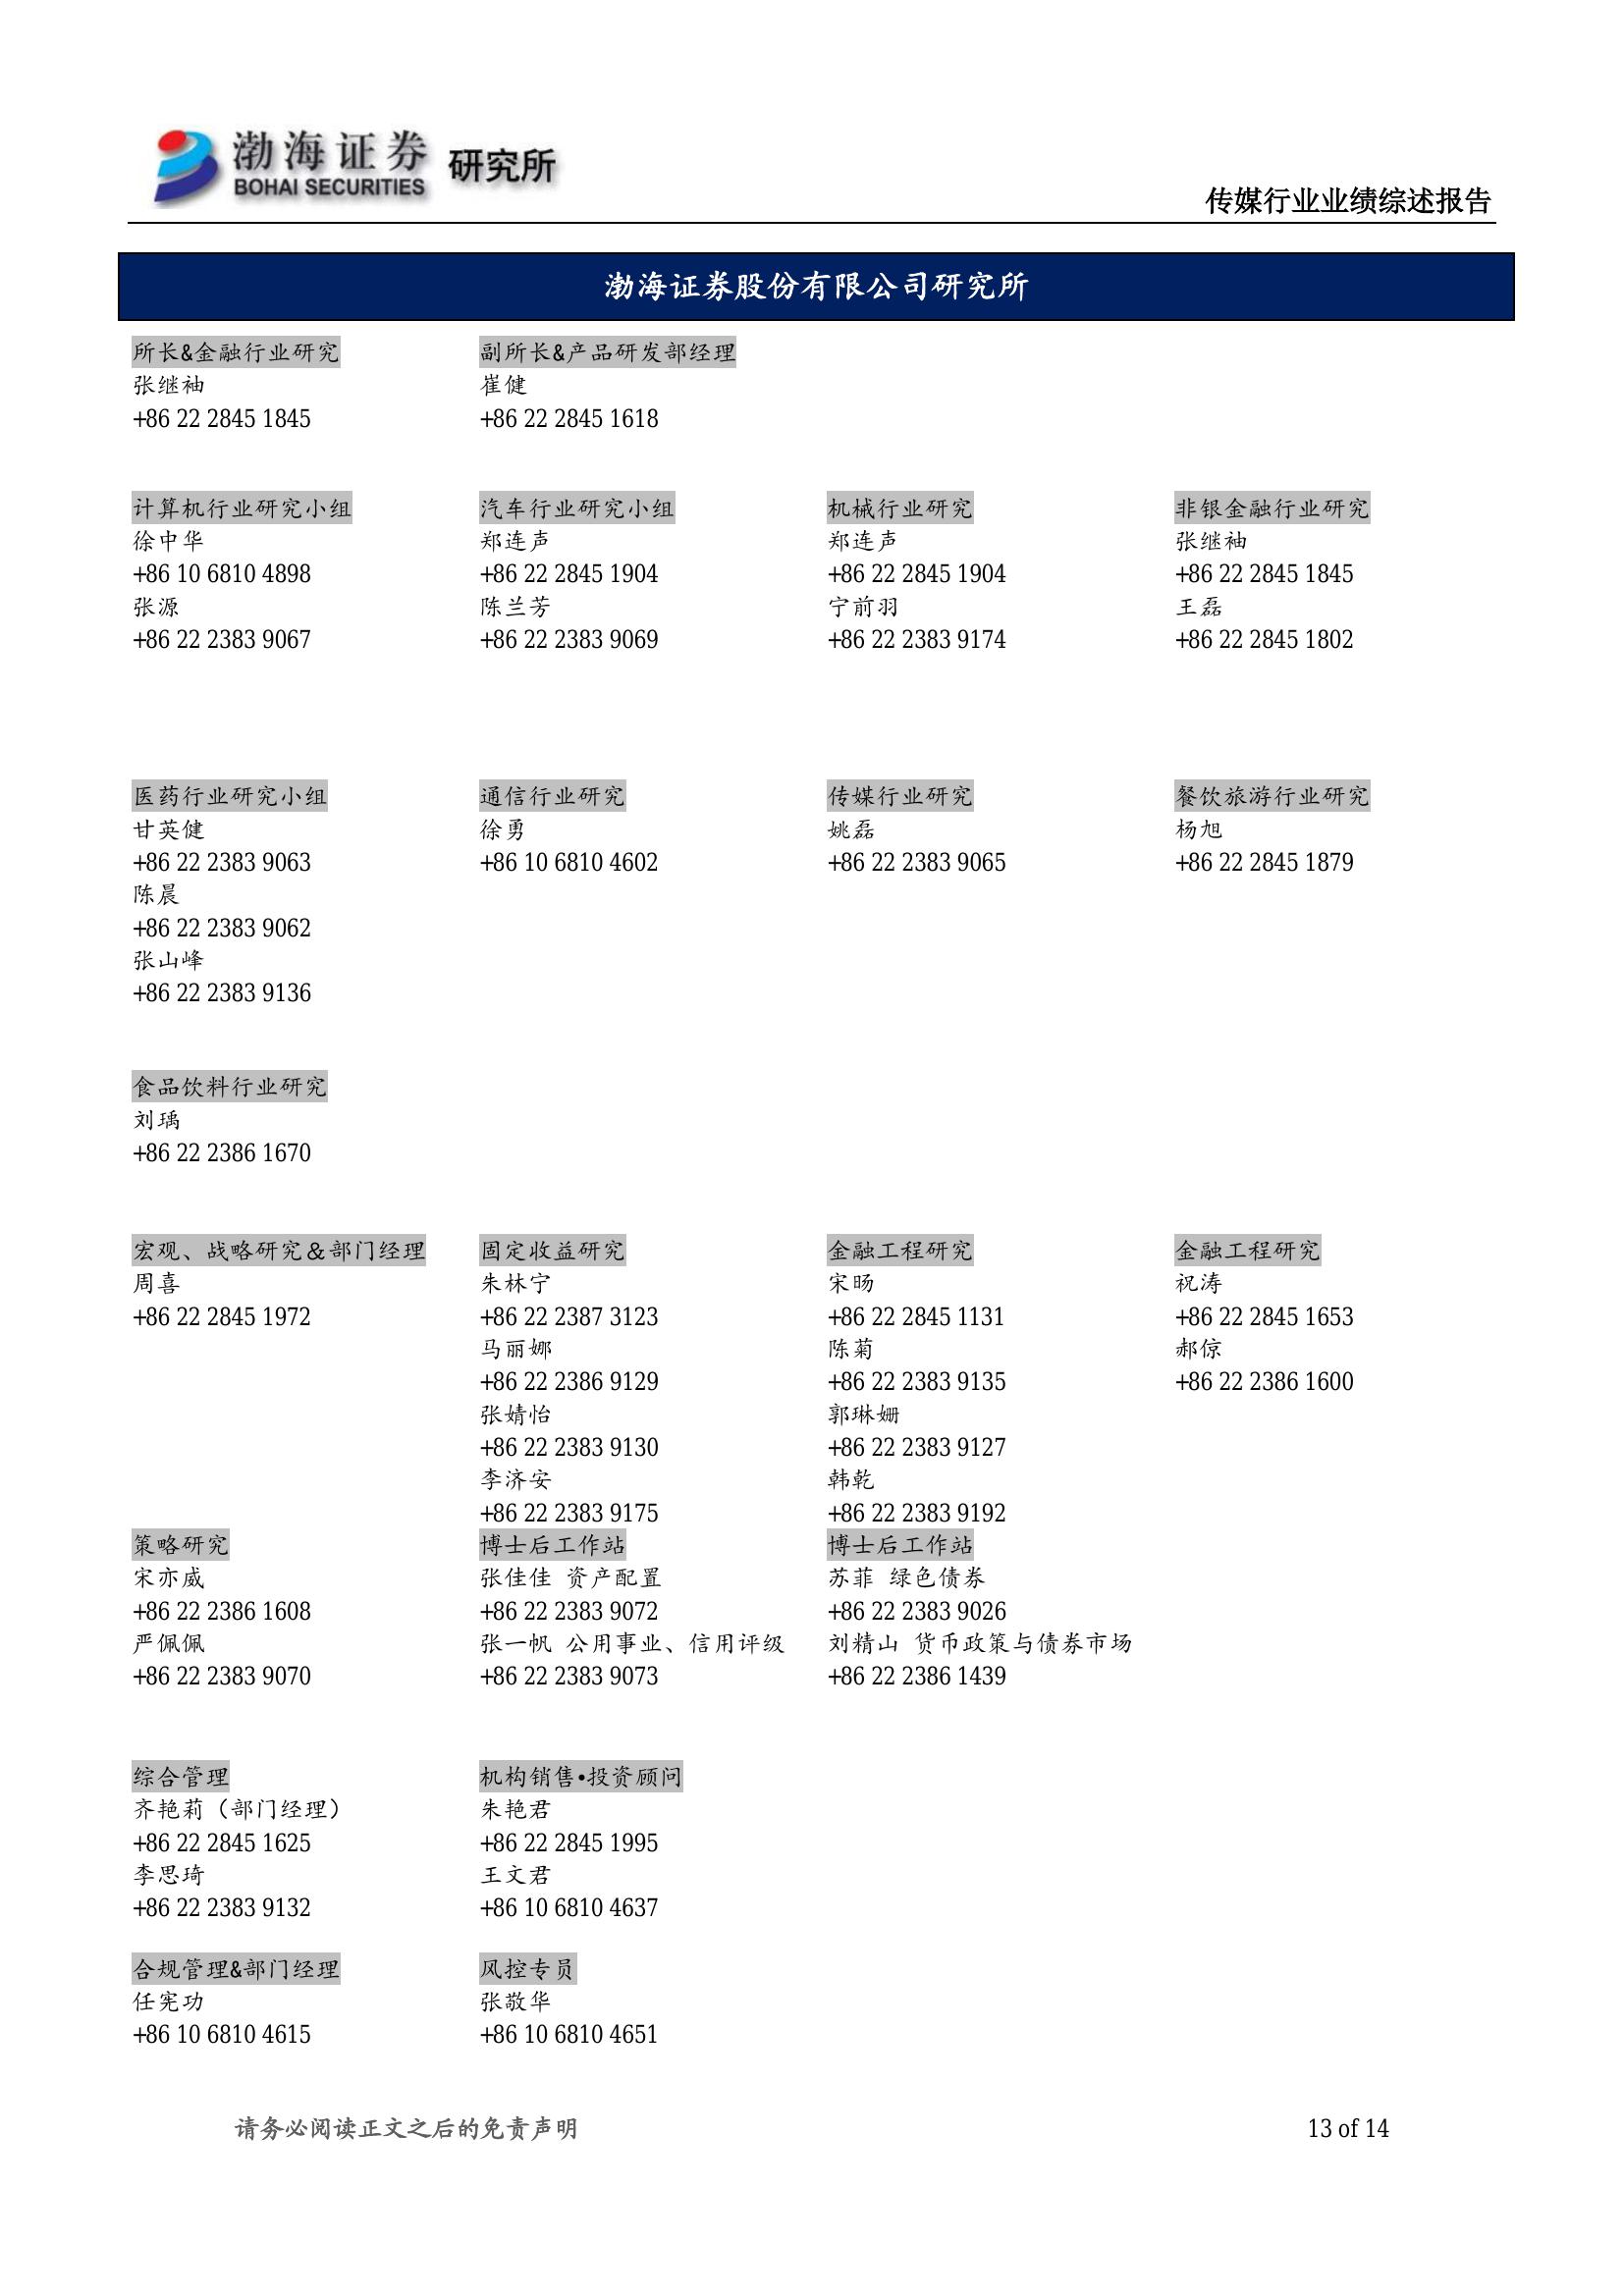 渤海证券 研究所
BOHAI SECURITIES
传媒行业业绩综述报告
渤海证券股份有限公司研究所
所长&金融行业研究
张继袖
+86 22 2845 1845
副所长&产品研发部经理
崔健
+86 22 2845 1618
计算机行业研究小组
徐中华
+86 10 6810 4898
张源
+86 22 2383 9067
汽车行业研究小组
郑连声
+86 22 2845 1904
陈兰芳
+86 22 2383 9069
机械行业研究
郑连声
+86 22 2845 1904
宁前羽
+86 22 2383 9174
非银金融行业研究
张继袖
+86 22 2845 1845
王磊
+86 22 2845 1802
医药行业研究小组
甘英健
+86 22 2383 9063
陈晨
+86 22 2383 9062
张山峰
+86 22 2383 9136
通信行业研究
徐勇
+86 10 6810 4602
传媒行业研究
姚磊
+86 22 2383 9065
餐饮旅游行业研究
杨旭
+86 22 2845 1879
食品饮料行业研究
刘瑀
+86 22 2386 1670
宏观、战略研究&部门经理
周喜
+86 22 2845 1972
固定收益研究
朱林宁
+86 22 2387 3123
马丽娜
+86 22 2386 9129
张婧怡
+86 22 2383 9130
李济安
+86 22 2383 9175
金融工程研究
宋旸
+86 22 2845 1131
陈菊
+86 22 2383 9135
郭琳姗
+86 22 2383 9127
韩乾
+86 22 2383 9192
金融工程研究
祝涛
+86 22 2845 1653
郝倞
+86 22 2386 1600
策略研究
宋亦威
+86 22 2386 1608
严佩佩
+86 22 2383 9070
博士后工作站
张佳佳 资产配置
+86 22 2383 9072
张一帆 公用事业、信用评级
+86 22 2383 9073
博士后工作站
苏菲 绿色债券
+86 22 2383 9026
刘精山 货币政策与债券市场
+86 22 2386 1439
综合管理
齐艳莉（部门经理）
+86 22 2845 1625
李思琦
+86 22 2383 9132
机构销售•投资顾问
朱艳君
+86 22 2845 1995
王文君
+86 10 6810 4637
合规管理&部门经理
任宪功
+86 10 6810 4615
风控专员
张敬华
+86 10 6810 4651
请务必阅读正文之后的免责声明
13 of 14